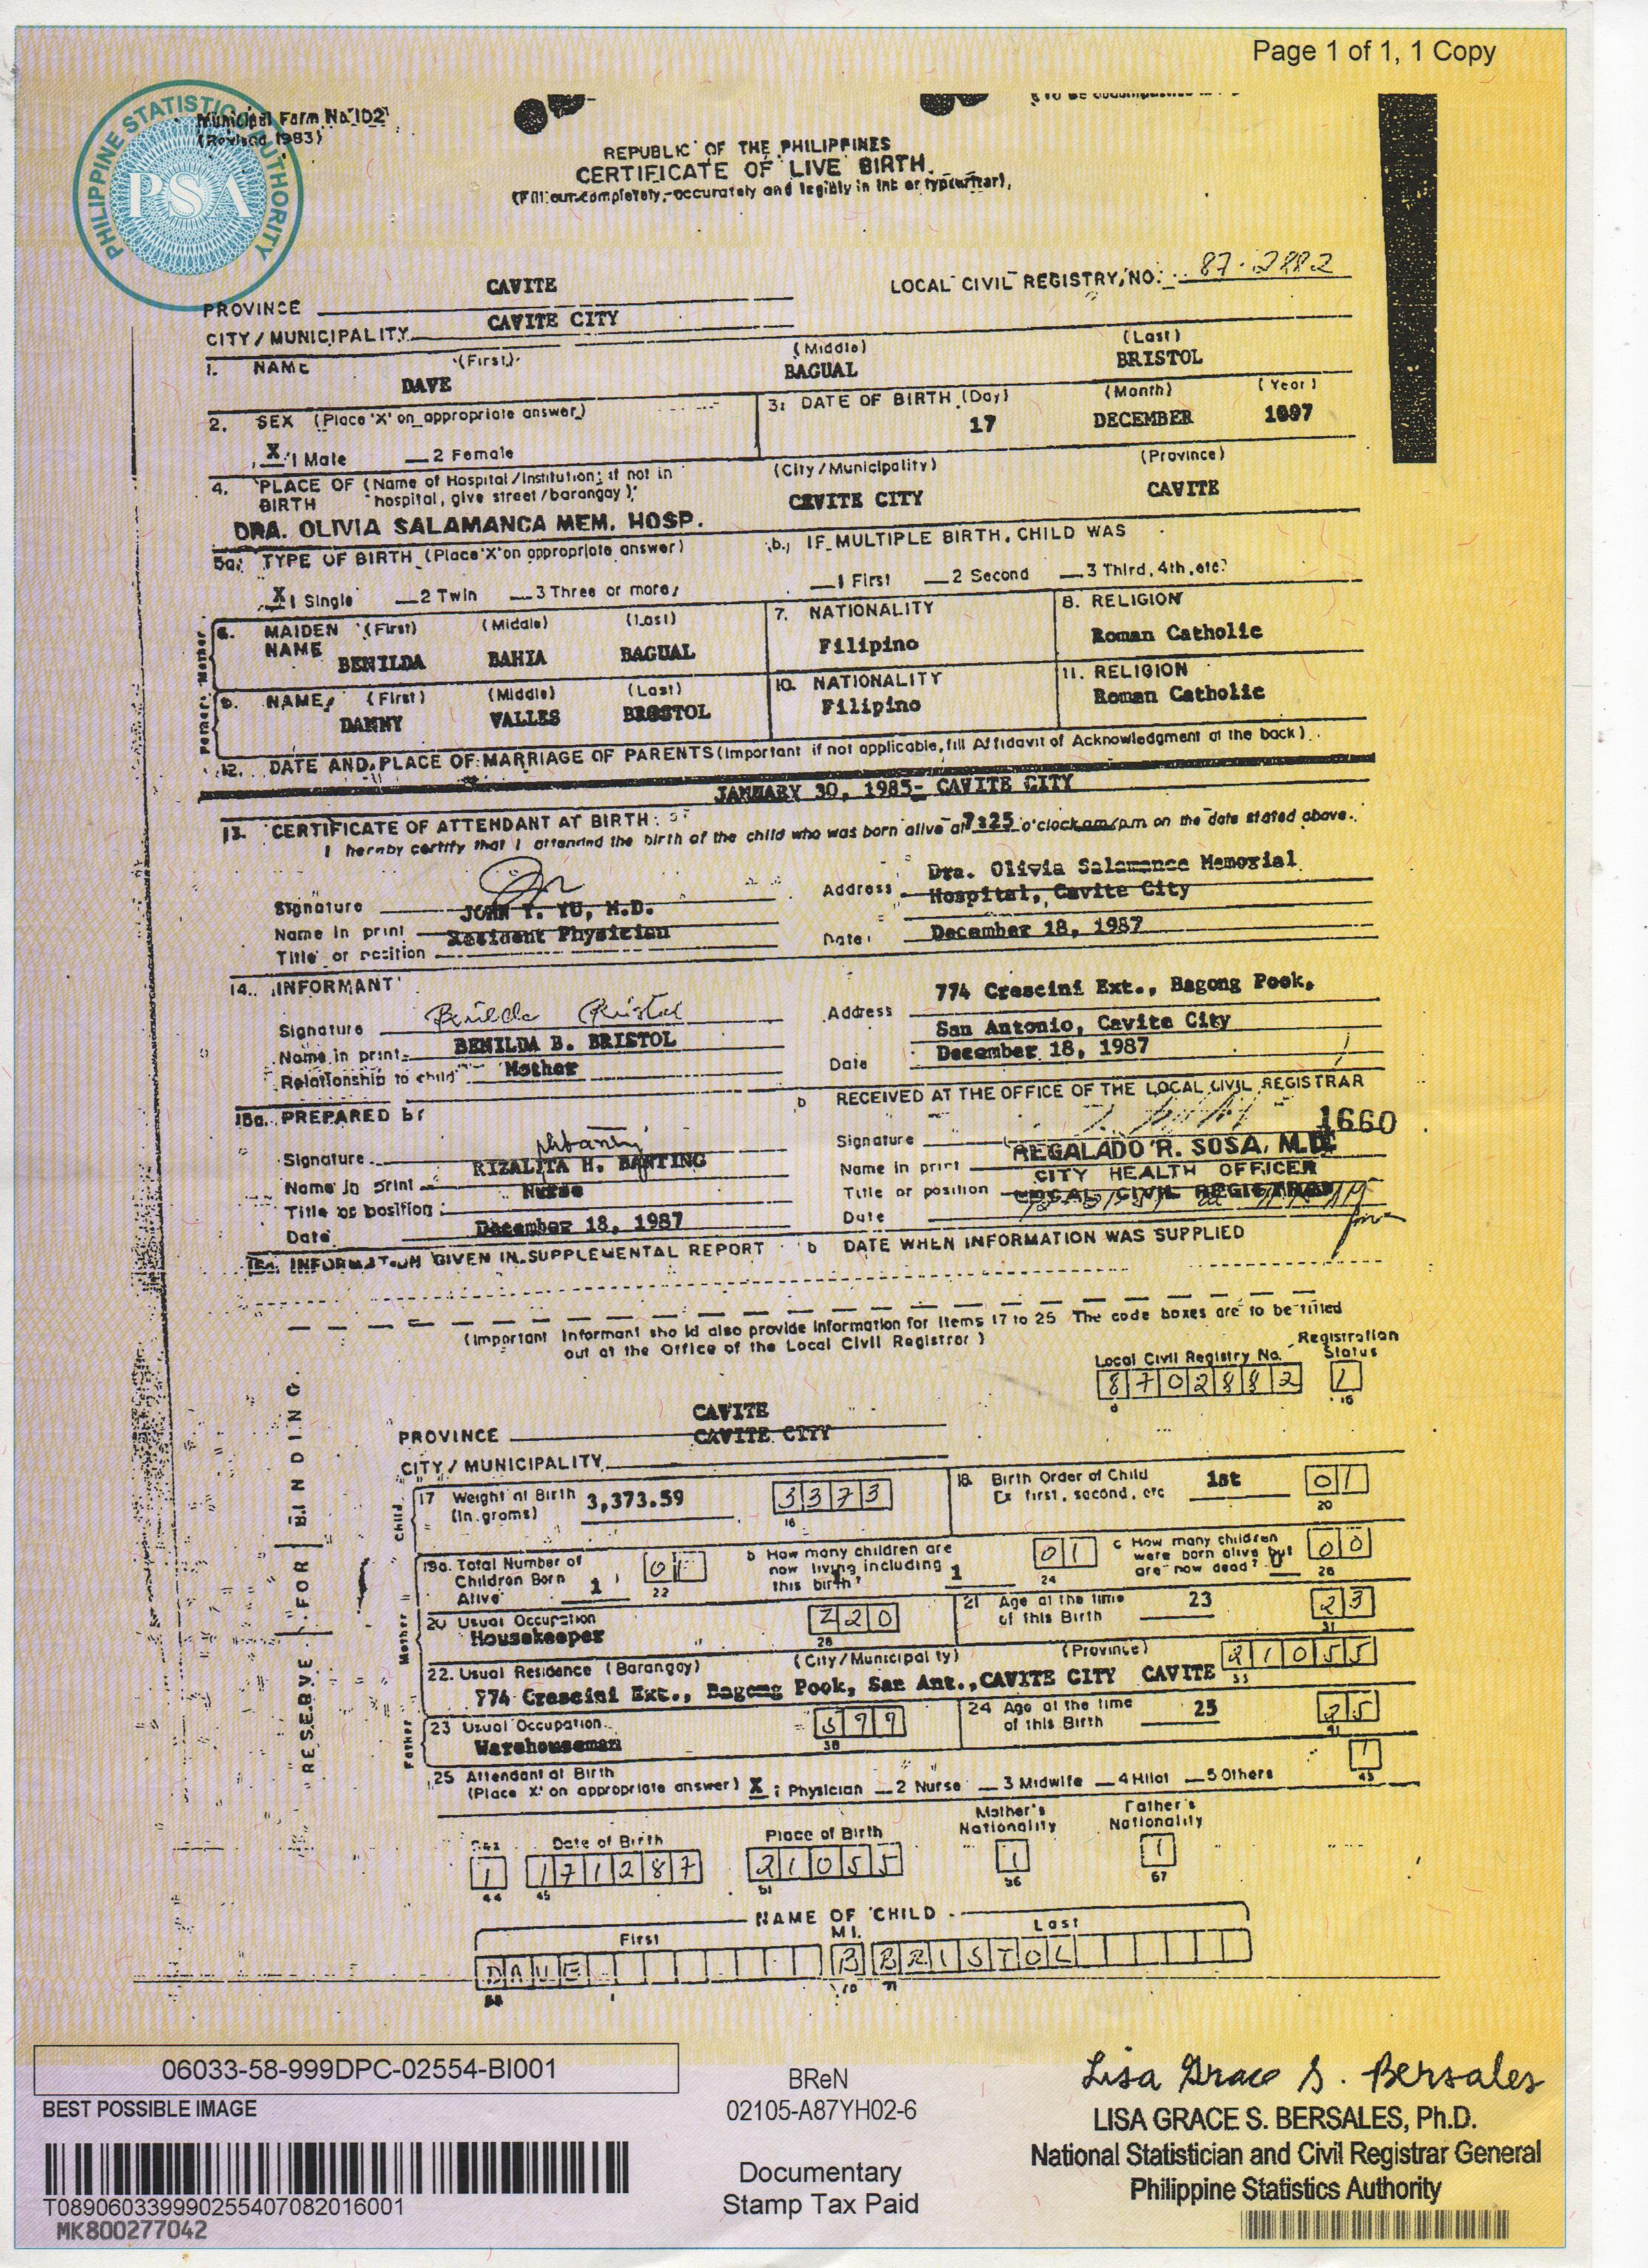 Page 1 of 1, 1 Copy
PHILIPPINE STATISTICS AUTHORITY
PSA
Municipal Form No. 102
(Revised 1983)
REPUBLIC OF THE PHILIPPINES
CERTIFICATE OF LIVE BIRTH
(Fill out completely, accurately and legibly in ink or typewriter),
LOCAL CIVIL REGISTRY NO. 87-2882
PROVINCE CAVITE
CITY / MUNICIPALITY CAVITE CITY
1. NAME (First) (Middle) (Last)
DAVE BAGUAL BRISTOL
2. SEX (Place 'X' on appropriate answer) 3. DATE OF BIRTH (Day) (Month) (Year)
17 DECEMBER
X 1 Male 2 Female
4. PLACE OF BIRTH (Name of Hospital/Institution; if not in hospital, give street/barangay) (City/Municipality) (Province)
DRA. OLIVIA SALAMANCA MEM. HOSP. CAVITE CITY CAVITE
5a. TYPE OF BIRTH (Place 'X' on appropriate answer) b. IF MULTIPLE BIRTH, CHILD WAS
X 1 Single 2 Twin 3 Three or more 1 First 2 Second 3 Third, 4th, etc.
Mother
6. MAIDEN NAME (First) (Middle) (Last) 7. NATIONALITY 8. RELIGION
BENILDA BAHIA BAGUAL Filipino Roman Catholic
9. NAME (First) (Middle) (Last) 10. NATIONALITY 11. RELIGION
DANNY VALLES BRISTOL Filipino Roman Catholic
12. DATE AND PLACE OF MARRIAGE OF PARENTS (Important if not applicable, fill Affidavit of Acknowledgment at the back)
JANUARY 30, 1985- CAVITE CITY
13. CERTIFICATE OF ATTENDANT AT BIRTH:
I hereby certify that I attended the birth of the child who was born alive at 7:25 o'clock am/pm on the date stated above.
Signature Address Dra. Olivia Salamanca Memorial
Name in print JOHN T. YU, M.D. Hospital, Cavite City
Title or position Resident Physician Date December 18, 1987
14. INFORMANT Address 774 Crescini Ext., Bagong Pook,
Signature Benilda Bristol San Antonio, Cavite City
Name in print BENILDA B. BRISTOL Date December 18, 1987
Relationship to child Mother
15a. PREPARED BY b RECEIVED AT THE OFFICE OF THE LOCAL CIVIL REGISTRAR
1660
Signature Signature
Name in print RIZALITA H. BANTING Name in print REGALADO R. SOSA, M.D.
Title or position Nurse Title or position CITY HEALTH OFFICER
LOCAL CIVIL REGISTRAR
Date December 18, 1987 Date
16a. INFORMATION GIVEN IN SUPPLEMENTAL REPORT b DATE WHEN INFORMATION WAS SUPPLIED
(Important Informant should also provide information for Items 17 to 25 The code boxes are to be filled
out at the Office of the Local Civil Registrar)
Local Civil Registry No. Registration Status
8702882 1
PROVINCE CAVITE
CITY / MUNICIPALITY CAVITE CITY
RESERVE FOR BINDING
Child
17 Weight at Birth (In grams) 3,373.59 3373 18. Birth Order of Child Ex first, second, etc 1st 01
Mother
19a. Total Number of Children Born Alive 1 01 b How many children are now living including this birth? 1 01 c How many children were born alive but are now dead? 0 00
20 Usual Occupation Housekeeper 220 21 Age at the time of this Birth 23 23
22. Usual Residence (Barangay) (City/Municipality) (Province) 21055
774 Crescini Ext., Bagong Pook, San Ant., CAVITE CITY CAVITE
Father
23 Usual Occupation Warehouseman 599 24 Age at the time of this Birth 25 25
25 Attendant at Birth
(Place 'X' on appropriate answer) X 1 Physician 2 Nurse 3 Midwife 4 Hilot 5 Others 1
Sex Date of Birth Place of Birth Mother's Nationality Father's Nationality
1 171287 21055 1 1
NAME OF CHILD
First M I. Last
DAVE B BRISTOL
06033-58-999DPC-02554-BI001
BEST POSSIBLE IMAGE
T089060339990255407082016001
MK800277042
BReN
02105-A87YH02-6
Documentary
Stamp Tax Paid
Lisa Grace S. Bersales
LISA GRACE S. BERSALES, Ph.D.
National Statistician and Civil Registrar General
Philippine Statistics Authority